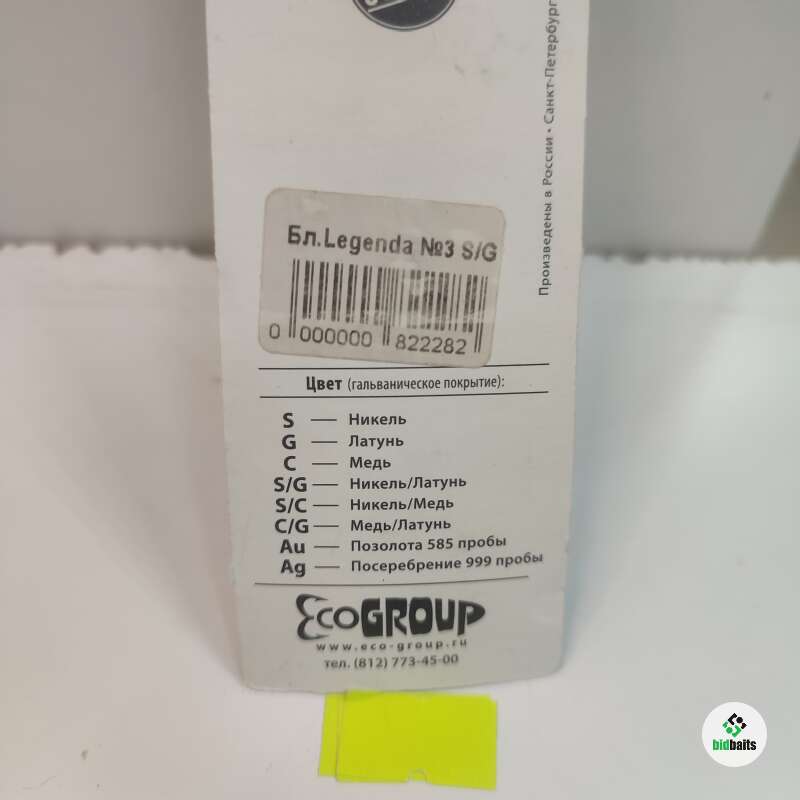 Произведены в России • Санкт-Петербург
Бл.Legenda №3 S/G
0 000000 822282
Цвет (гальваническое покрытие):
S — Никель
G — Латунь
C — Медь
S/G — Никель/Латунь
S/C — Никель/Медь
C/G — Медь/Латунь
Au — Позолота 585 пробы
Ag — Посеребрение 999 пробы
ECOGROUP
www.eco-group.ru
тел. (812) 773-45-00
bidbaits